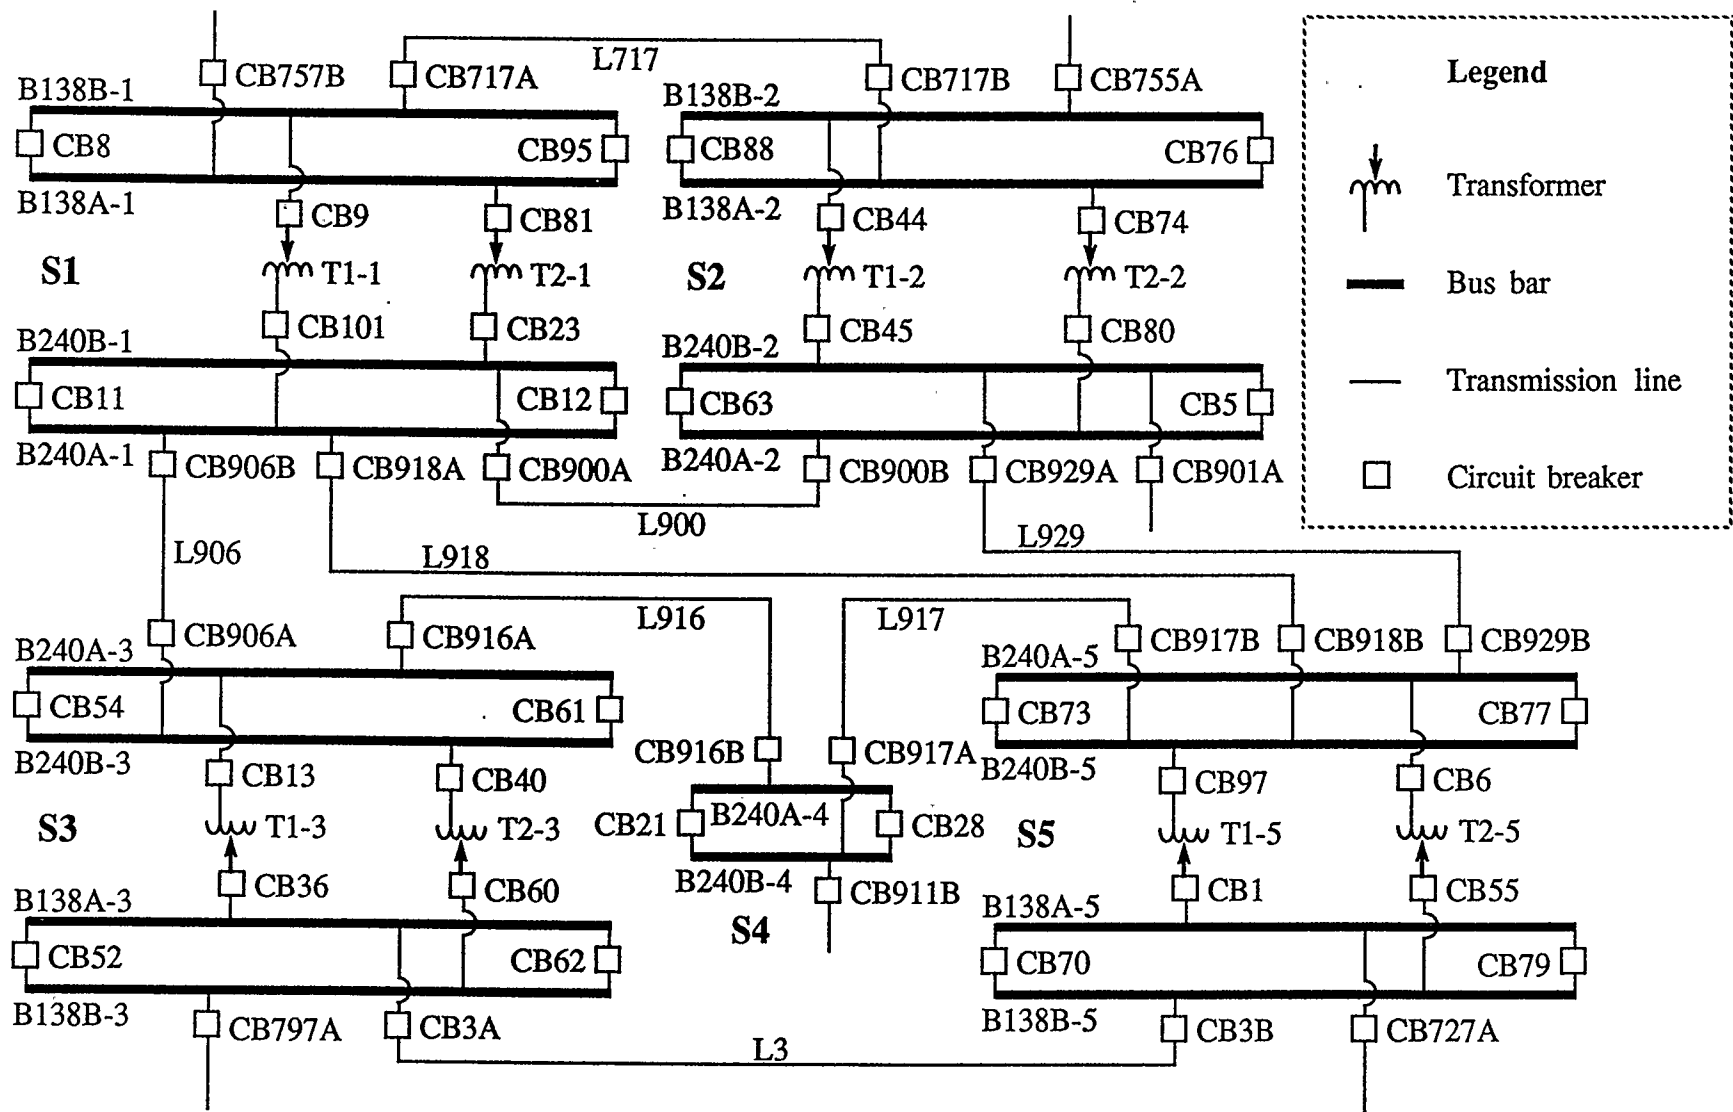 L717
CB757B CB717A CB717B CB755A Legend
B138B-1 B138B-2
CB8 CB95 CB88 CB76
B138A-1 B138A-2 Transformer
CB9 CB81 CB44 CB74
S1 T1-1 T2-1 S2 T1-2 T2-2 Bus bar
CB101 CB23 CB45 CB80
B240B-1 B240B-2
CB11 CB12 CB63 CB5 Transmission line
B240A-1 B240A-2
CB906B CB918A CB900A CB900B CB929A CB901A Circuit breaker
L900
L906 L918 L929
L916 L917
CB906A CB916A CB917B CB918B CB929B
B240A-3 B240A-5
CB54 CB61 CB73 CB77
B240B-3 CB916B CB917A B240B-5
CB13 CB40 CB97 CB6
S3 T1-3 T2-3 CB21 B240A-4 CB28 S5 T1-5 T2-5
CB36 CB60 B240B-4 CB911B CB1 CB55
B138A-3 S4 B138A-5
CB52 CB62 CB70 CB79
B138B-3 B138B-5
CB797A CB3A CB3B CB727A
L3